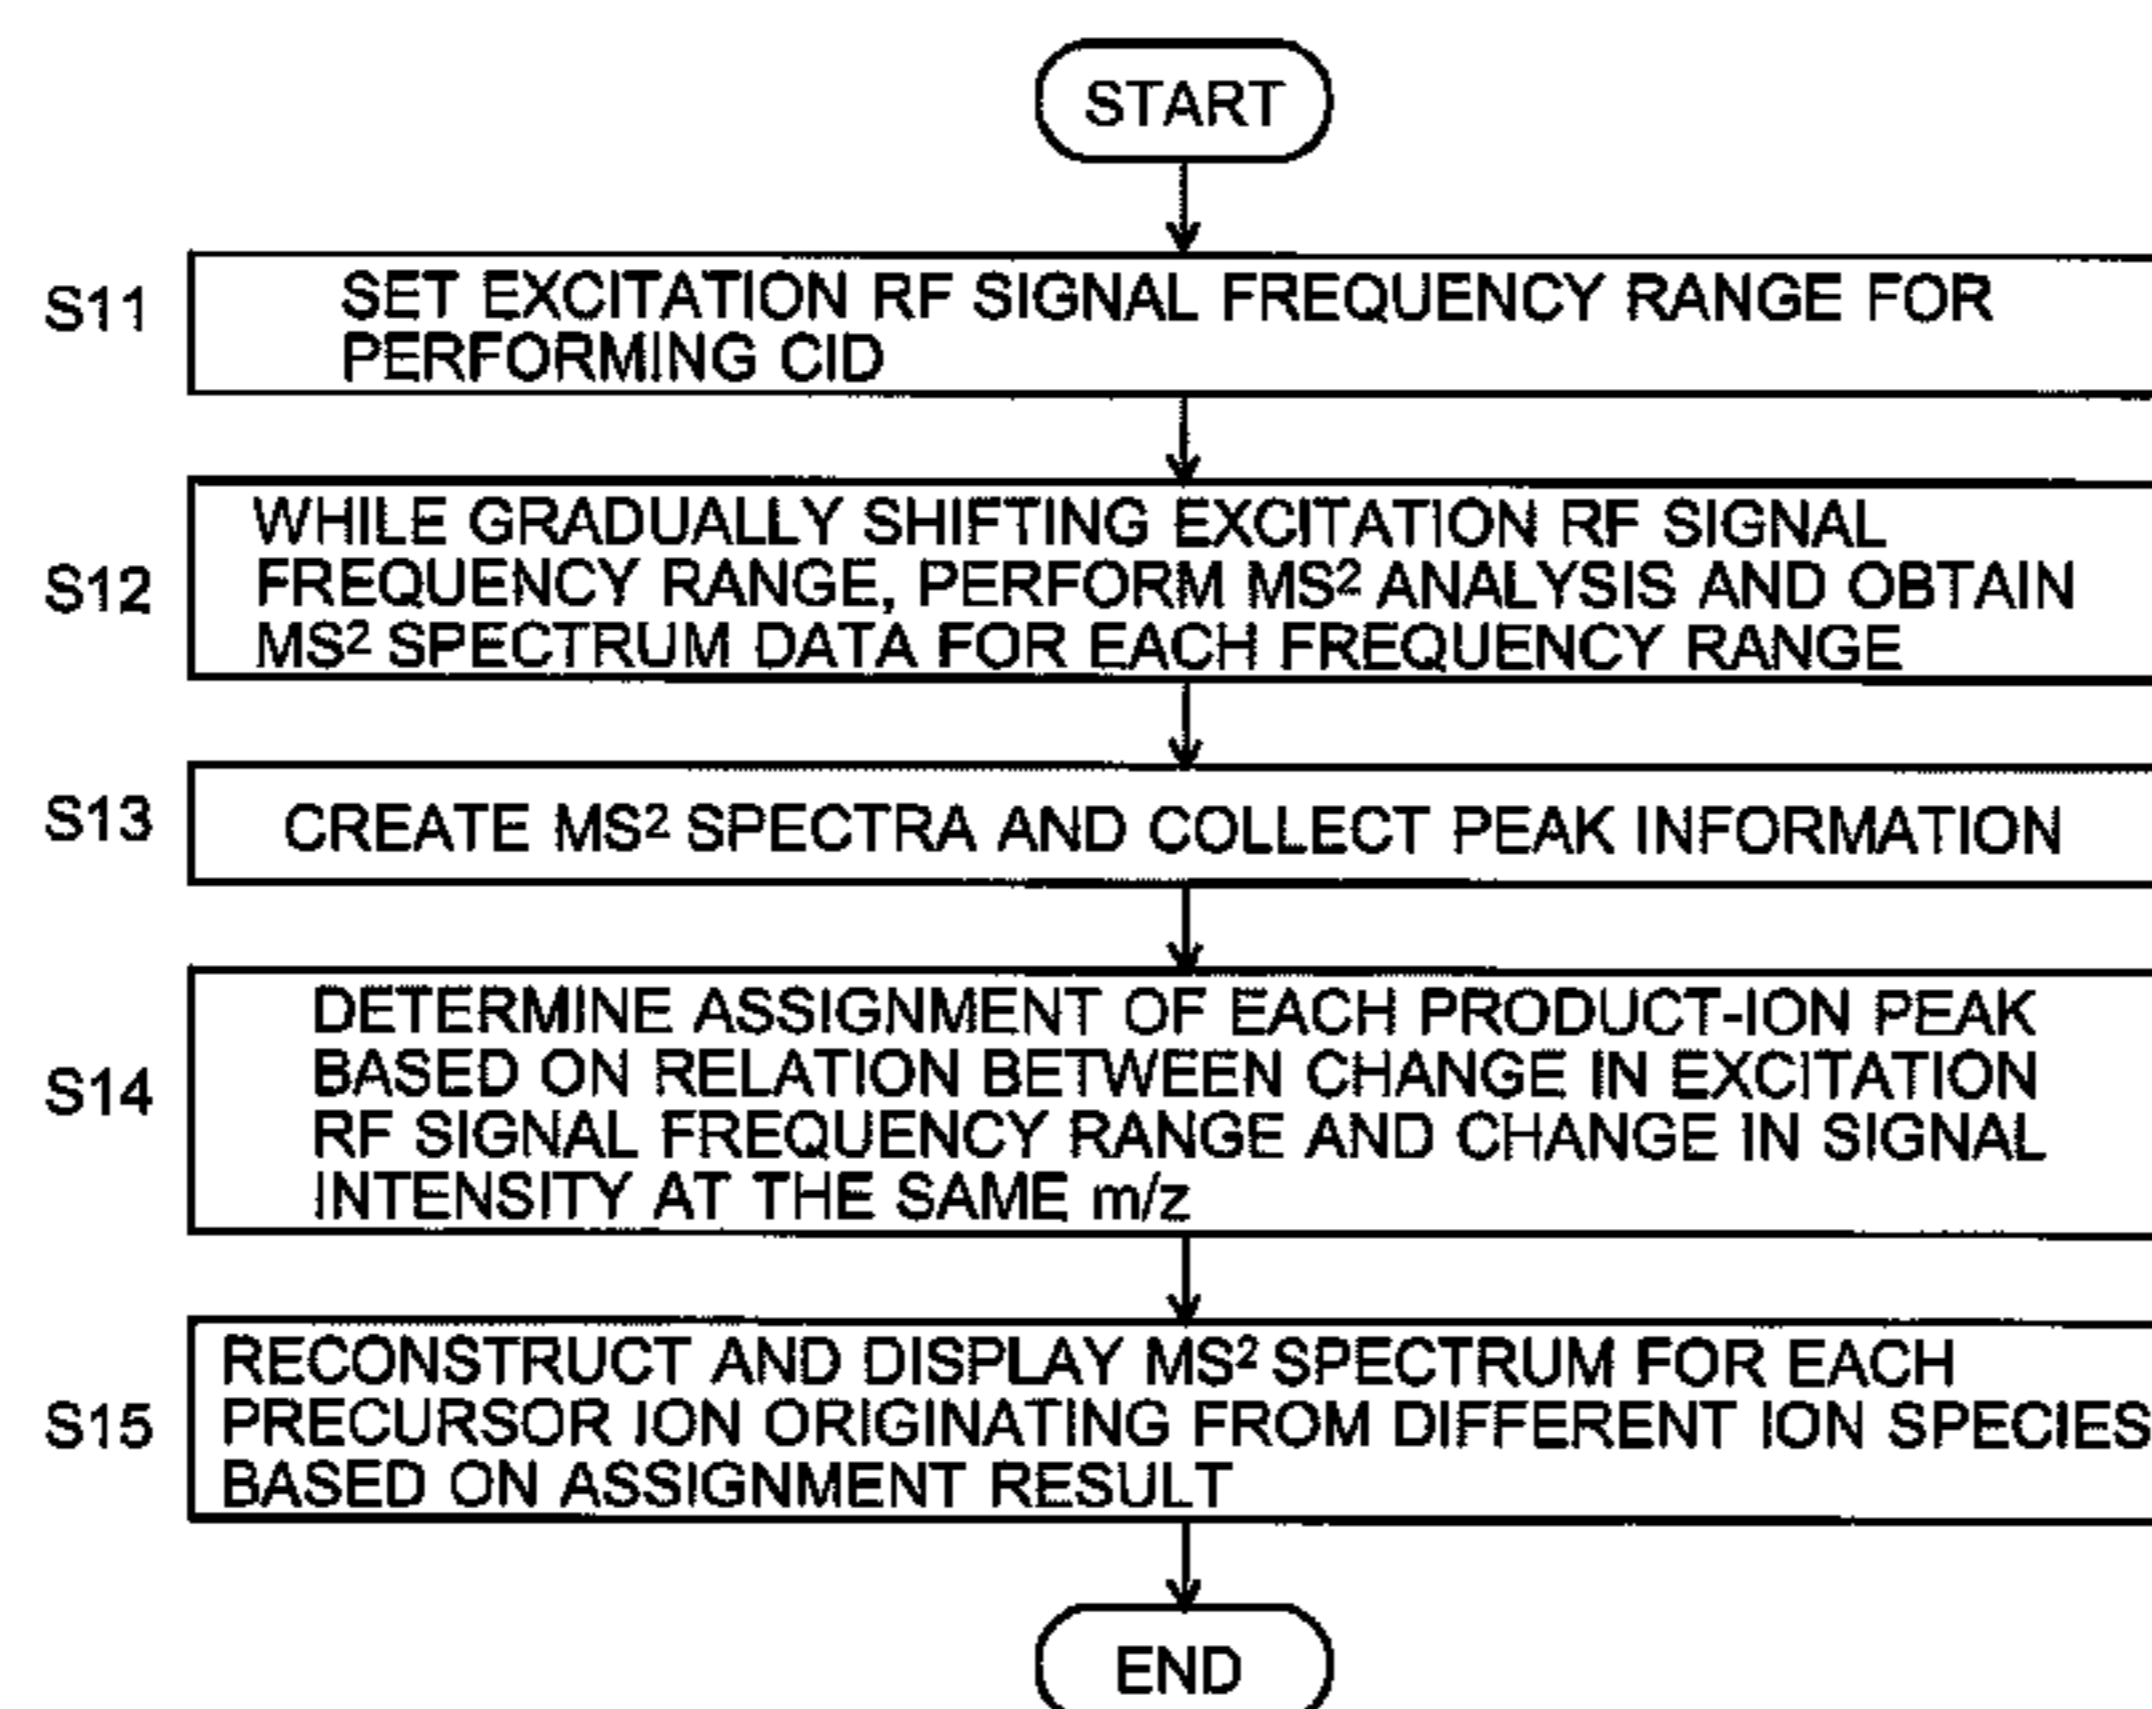 START
S11
SET EXCITATION RF SIGNAL FREQUENCY RANGE FOR
PERFORMING CID
S12
WHILE GRADUALLY SHIFTING EXCITATION RF SIGNAL
FREQUENCY RANGE, PERFORM MS² ANALYSIS AND OBTAIN
MS² SPECTRUM DATA FOR EACH FREQUENCY RANGE
S13
CREATE MS² SPECTRA AND COLLECT PEAK INFORMATION
S14
DETERMINE ASSIGNMENT OF EACH PRODUCT-ION PEAK
BASED ON RELATION BETWEEN CHANGE IN EXCITATION
RF SIGNAL FREQUENCY RANGE AND CHANGE IN SIGNAL
INTENSITY AT THE SAME m/z
S15
RECONSTRUCT AND DISPLAY MS² SPECTRUM FOR EACH
PRECURSOR ION ORIGINATING FROM DIFFERENT ION SPECIES
BASED ON ASSIGNMENT RESULT
END